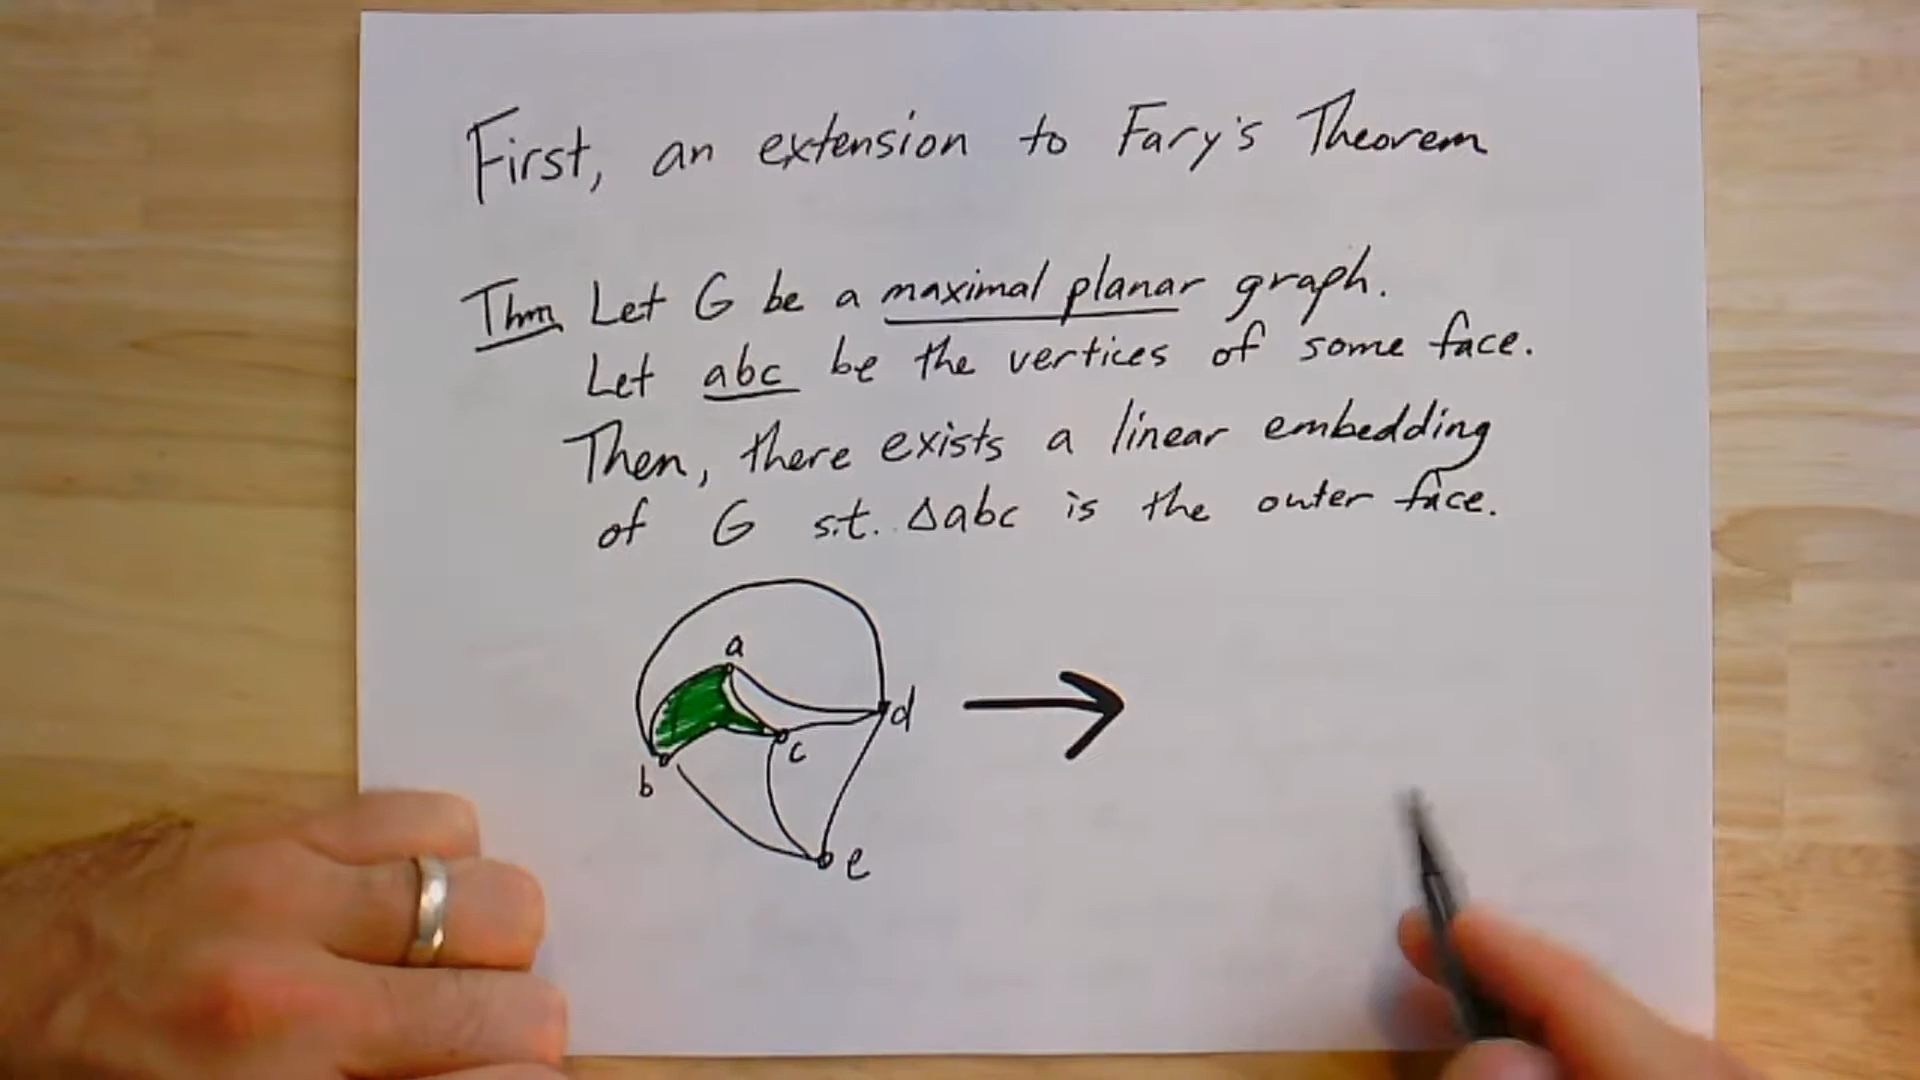 First, an extension to Fary's Theorem
Thm Let G be a maximal planar graph.
Let abc be the vertices of some face.
Then, there exists a linear embedding
of G s.t. Δabc is the outer face.
a
d
c
b
e